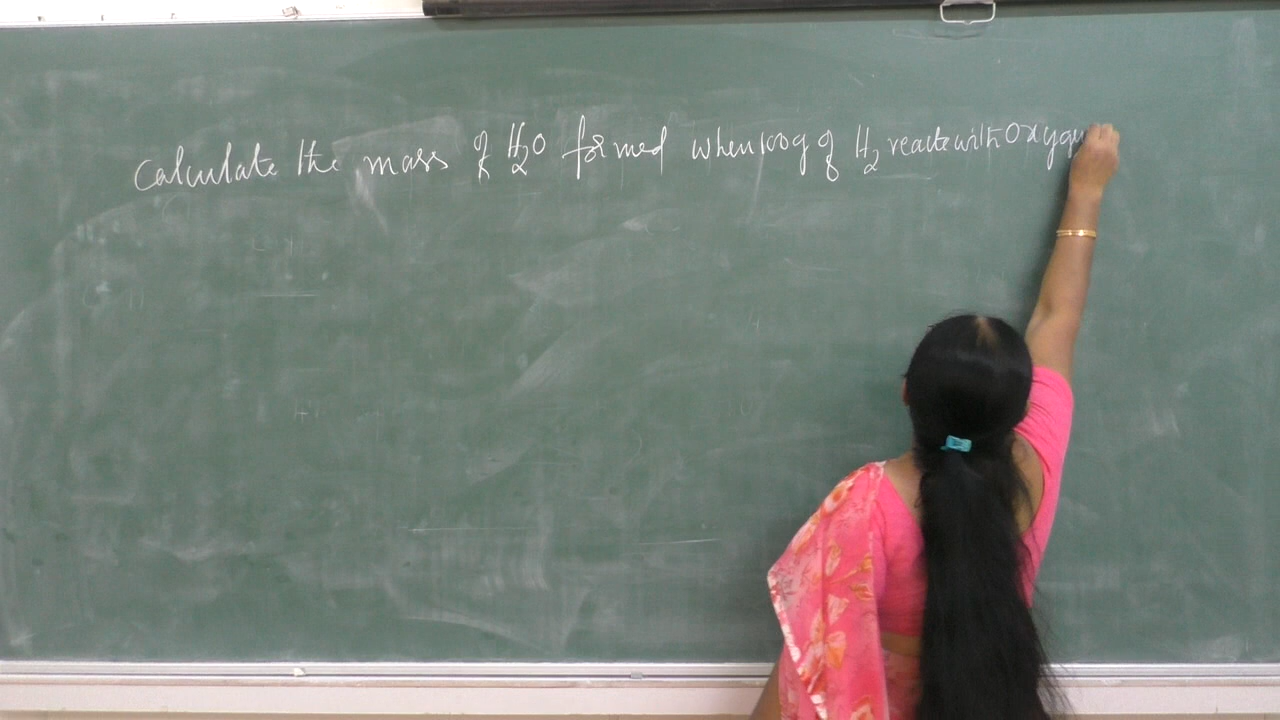 Calculate the mass of H₂O formed when 100g of H₂ reacts with Oxygen